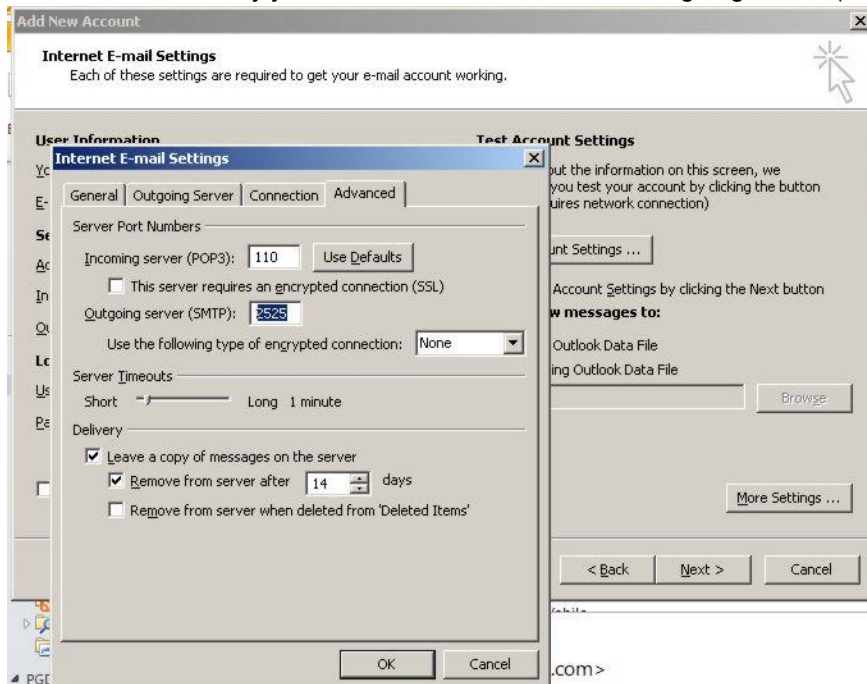 Add New Account
Internet E-mail Settings
Each of these settings are required to get your e-mail account working.
User Information
Test Account Settings
Internet E-mail Settings
General
Outgoing Server
Connection
Advanced
Server Port Numbers
Incoming server (POP3): 110 Use Defaults
This server requires an encrypted connection (SSL)
Outgoing server (SMTP): 2525
Use the following type of encrypted connection: None
Server Timeouts
Short Long 1 minute
Delivery
Leave a copy of messages on the server
Remove from server after 14 days
Remove from server when deleted from 'Deleted Items'
OK Cancel
out the information on this screen, we
you test your account by clicking the button
uires network connection)
unt Settings ...
Account Settings by clicking the Next button
w messages to:
Outlook Data File
ing Outlook Data File
Browse
More Settings ...
< Back Next > Cancel
.com>